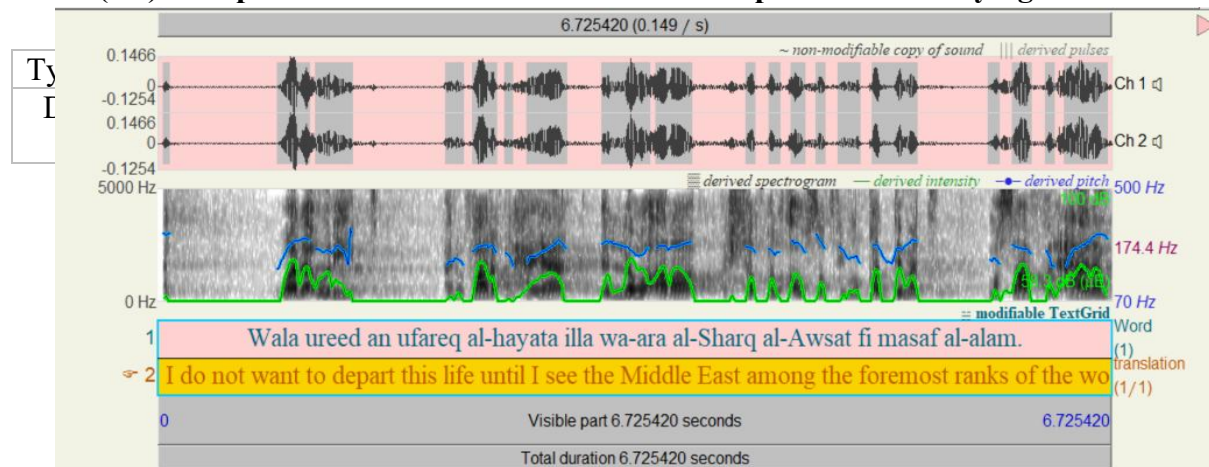 6.725420 (0.149 / s)
~ non-modifiable copy of sound ||| derived pulses
Ty
D
0.1466
0
-0.1254
Ch 1
0.1466
0
-0.1254
Ch 2
5000 Hz
derived spectrogram — derived intensity derived pitch
500 Hz
100 dB
174.4 Hz
0 Hz
70 Hz
modifiable TextGrid
1 Wala ureed an ufareq al-hayata illa wa-ara al-Sharq al-Awsat fi masaf al-alam.
Word
(1)
2 I do not want to depart this life until I see the Middle East among the foremost ranks of the wo
translation
(1/1)
0 Visible part 6.725420 seconds 6.725420
Total duration 6.725420 seconds